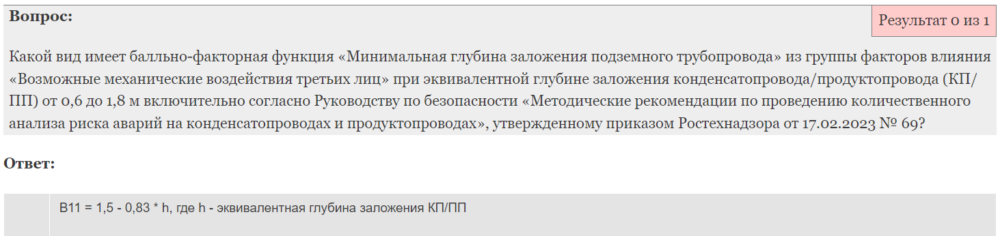 Вопрос:
Результат 0 из 1
Какой вид имеет балльно-факторная функция «Минимальная глубина заложения подземного трубопровода» из группы факторов влияния
«Возможные механические воздействия третьих лиц» при эквивалентной глубине заложения конденсатопровода/продуктопровода (КП/
ПП) от 0,6 до 1,8 м включительно согласно Руководству по безопасности «Методические рекомендации по проведению количественного
анализа риска аварий на конденсатопроводах и продуктопроводах», утвержденному приказом Ростехнадзора от 17.02.2023 № 69?
Ответ:
B11 = 1,5 - 0,83 * h, где h - эквивалентная глубина заложения КП/ПП